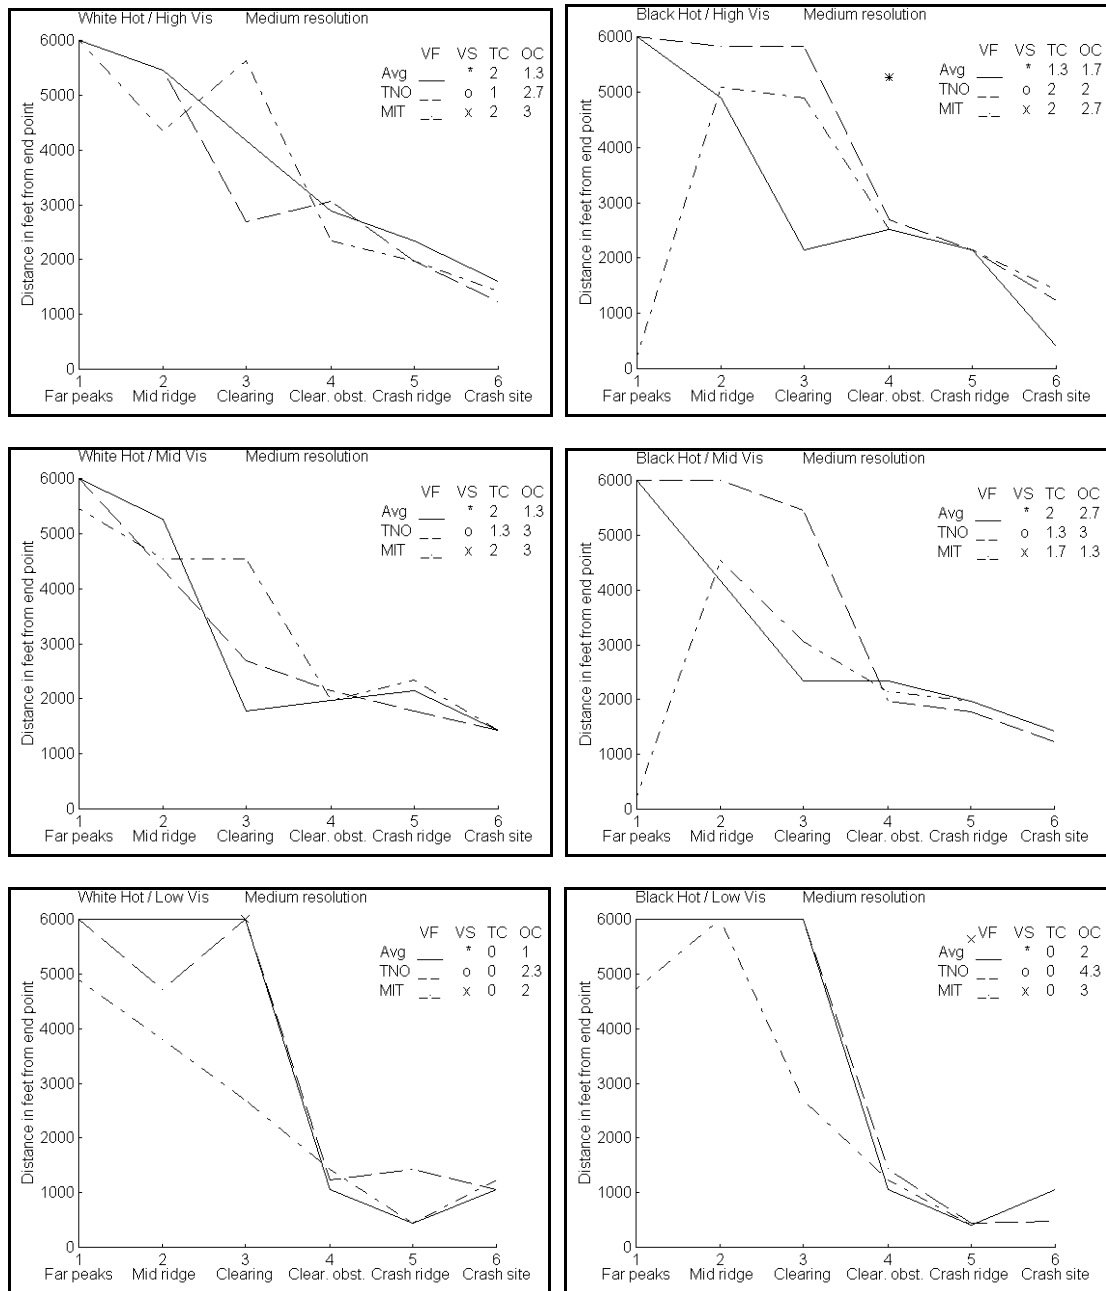 White Hot / High Vis Medium resolution
VF VS TC OC
Avg * 2 1.3
TNO o 1 2.7
MIT x 2 3
Distance in feet from end point
6000
5000
4000
3000
2000
1000
0
1 2 3 4 5 6
Far peaks Mid ridge Clearing Clear. obst. Crash ridge Crash site
Black Hot / High Vis Medium resolution
VF VS TC OC
Avg * 1.3 1.7
TNO o 2 2
MIT x 2 2.7
Distance in feet from end point
6000
5000
4000
3000
2000
1000
0
1 2 3 4 5 6
Far peaks Mid ridge Clearing Clear. obst. Crash ridge Crash site
White Hot / Mid Vis Medium resolution
VF VS TC OC
Avg * 2 1.3
TNO o 1.3 3
MIT x 2 3
Distance in feet from end point
6000
5000
4000
3000
2000
1000
0
1 2 3 4 5 6
Far peaks Mid ridge Clearing Clear. obst. Crash ridge Crash site
Black Hot / Mid Vis Medium resolution
VF VS TC OC
Avg * 2 2.7
TNO o 1.3 3
MIT x 1.7 1.3
Distance in feet from end point
6000
5000
4000
3000
2000
1000
0
1 2 3 4 5 6
Far peaks Mid ridge Clearing Clear. obst. Crash ridge Crash site
White Hot / Low Vis Medium resolution
VF VS TC OC
Avg * 0 1
TNO o 0 2.3
MIT x 0 2
Distance in feet from end point
6000
5000
4000
3000
2000
1000
0
1 2 3 4 5 6
Far peaks Mid ridge Clearing Clear. obst. Crash ridge Crash site
Black Hot / Low Vis Medium resolution
VF VS TC OC
Avg * 0 2
TNO o 0 4.3
MIT x 0 3
Distance in feet from end point
6000
5000
4000
3000
2000
1000
0
1 2 3 4 5 6
Far peaks Mid ridge Clearing Clear. obst. Crash ridge Crash site